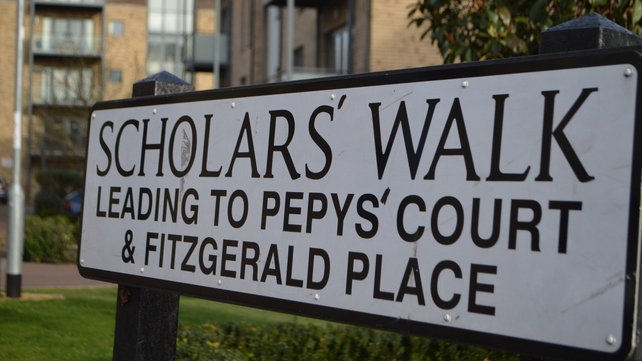 SCHOLARS' WALK
LEADING TO PEPYS' COURT
& FITZGERALD PLACE